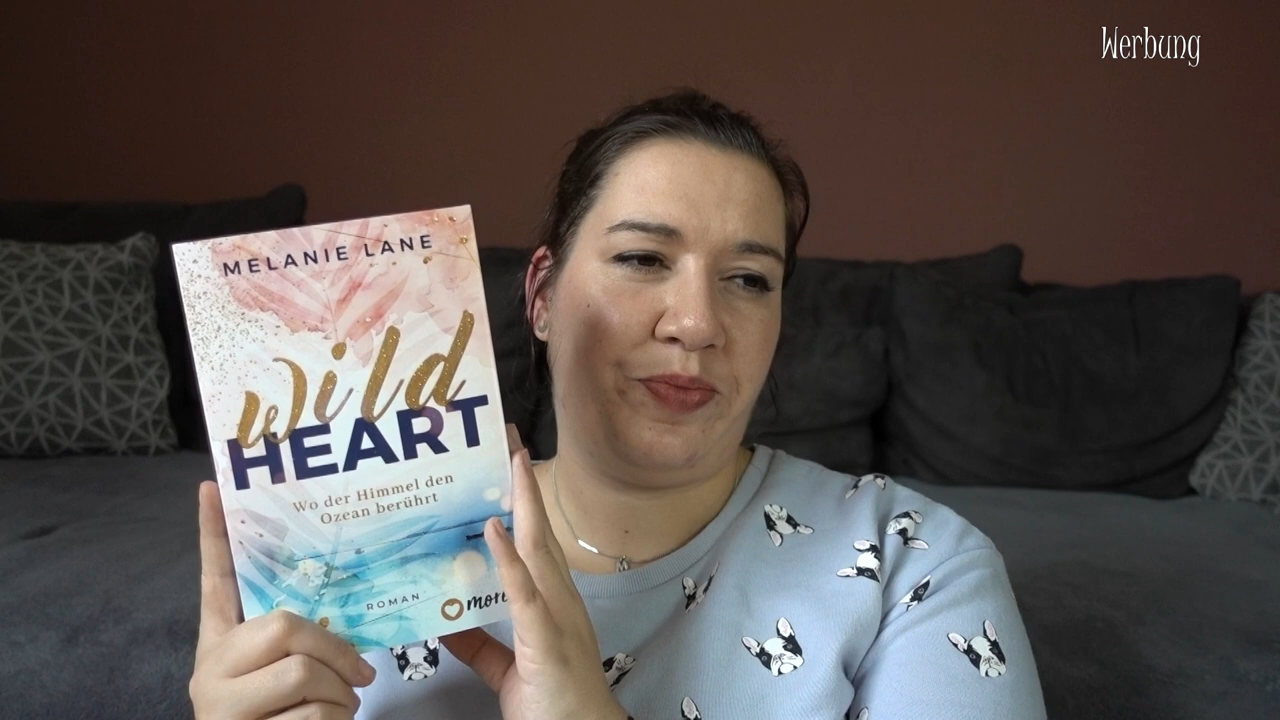 Werbung
MELANIE LANE
wild
HEART
Wo der Himmel den
Ozean berührt
ROMAN